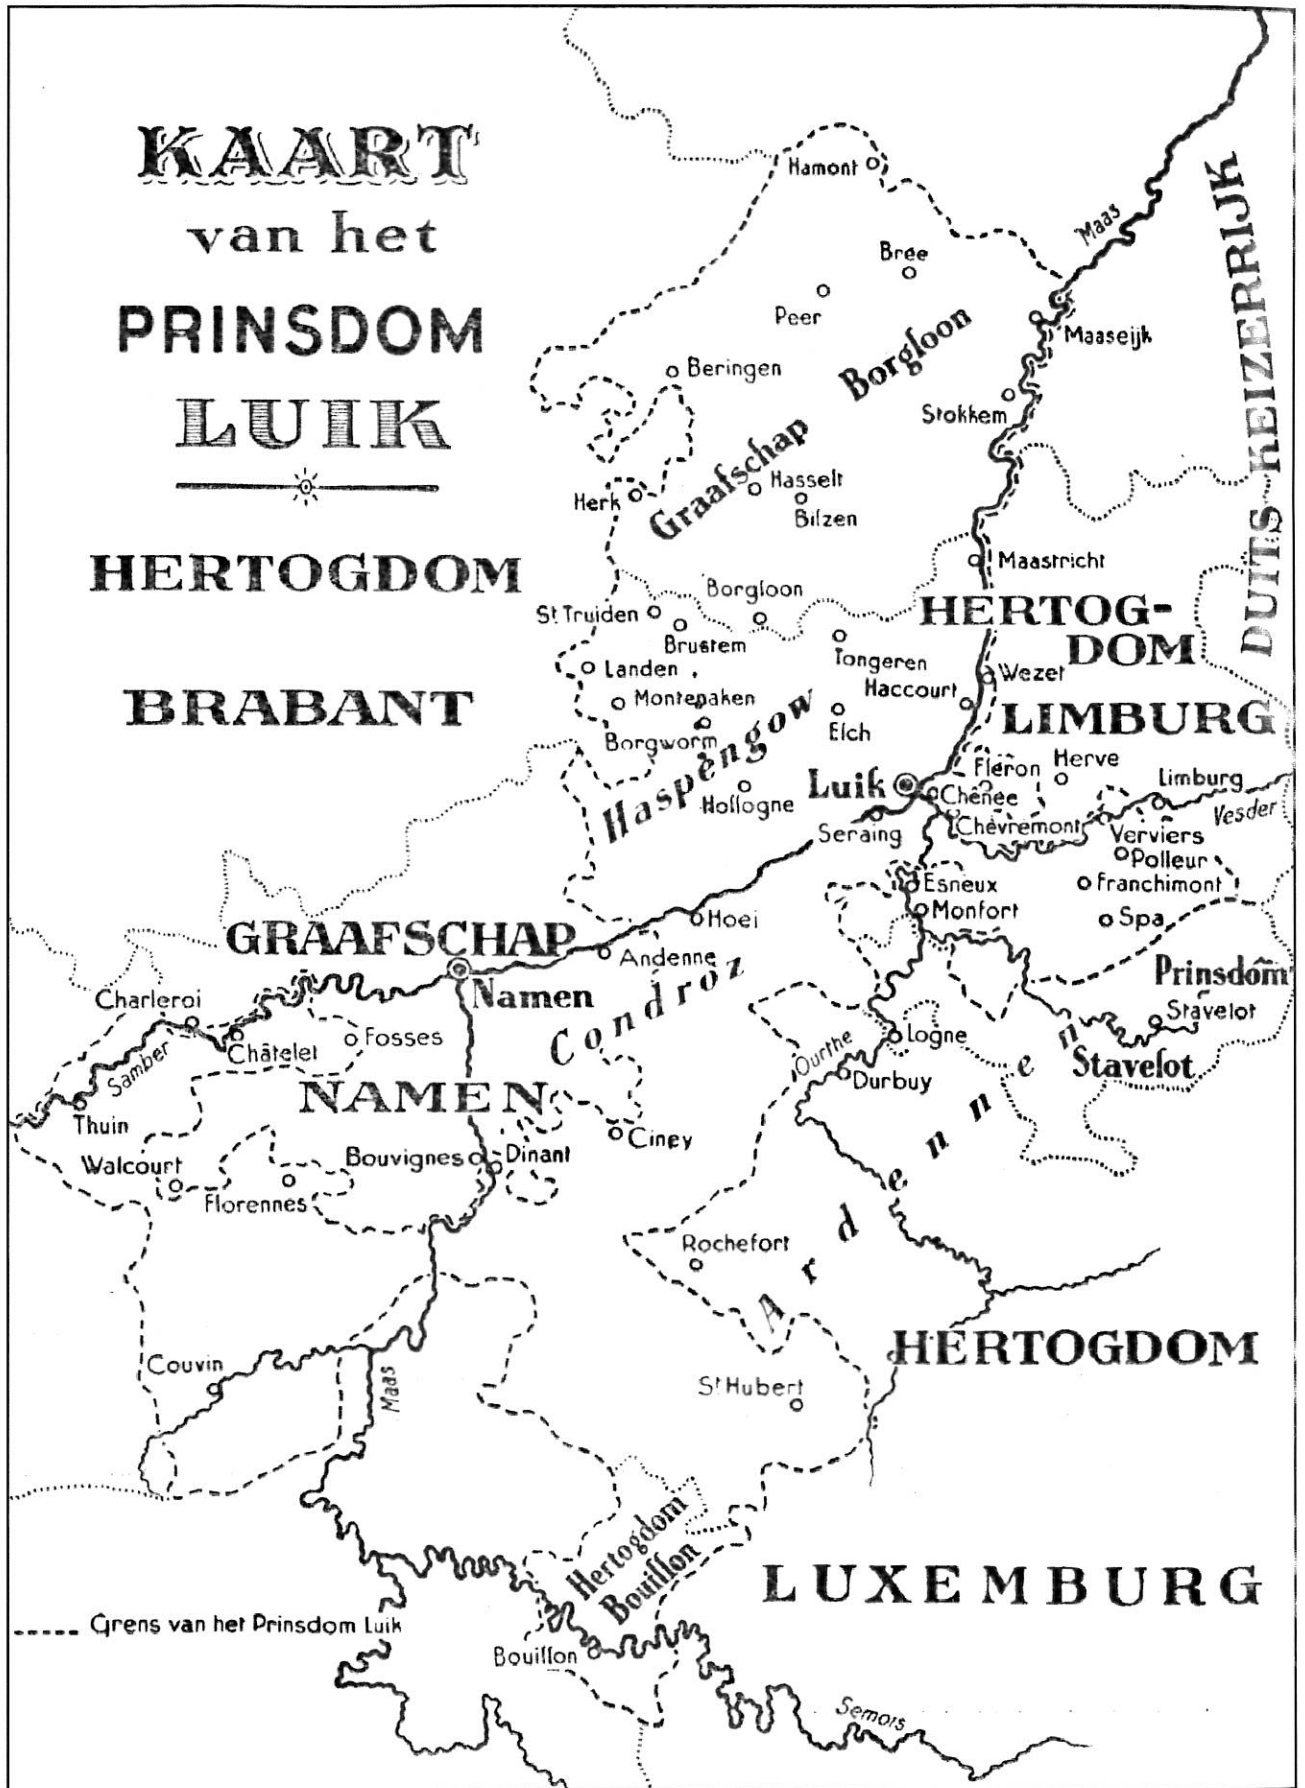 KAART
van het
PRINSDOM
LUIK
HERTOGDOM
BRABANT
Hamont
Maas
DUITS KEIZERRIJK
Bree
Peer
Maaseijk
Beringen
Graafschap Borgloon
Stokkem
Hasselt
Herk
Bilzen
Maastricht
Borgloon
HERTOG-
DOM
LIMBURG
St Truiden
Brustem
Tongeren
Landen
Wezet
Haccourt
Montenaken
Elch
Borgworm
Haspengow
Fléron
Herve
Limburg
Luik
Chênée
Vesder
Hollogne
Seraing
Chèvremont
Verviers
Polleur
Esneux
Franchimont
Monfort
Spa
Hoei
GRAAFSCHAP
Andenne
Namen
Condroz
Prinsdom
Stavelot
Stavelot
Charleroi
Châtelet
Fosses
Samber
Ourthe
Logne
Durbuy
NAMEN
Thuin
Ciney
Walcourt
Bouvignes
Dinant
Florennes
Ardennen
Rochefort
HERTOGDOM
Couvin
Maas
St Hubert
Hertogdom
Bouillon
LUXEMBURG
Grens van het Prinsdom Luik
Bouillon
Semois